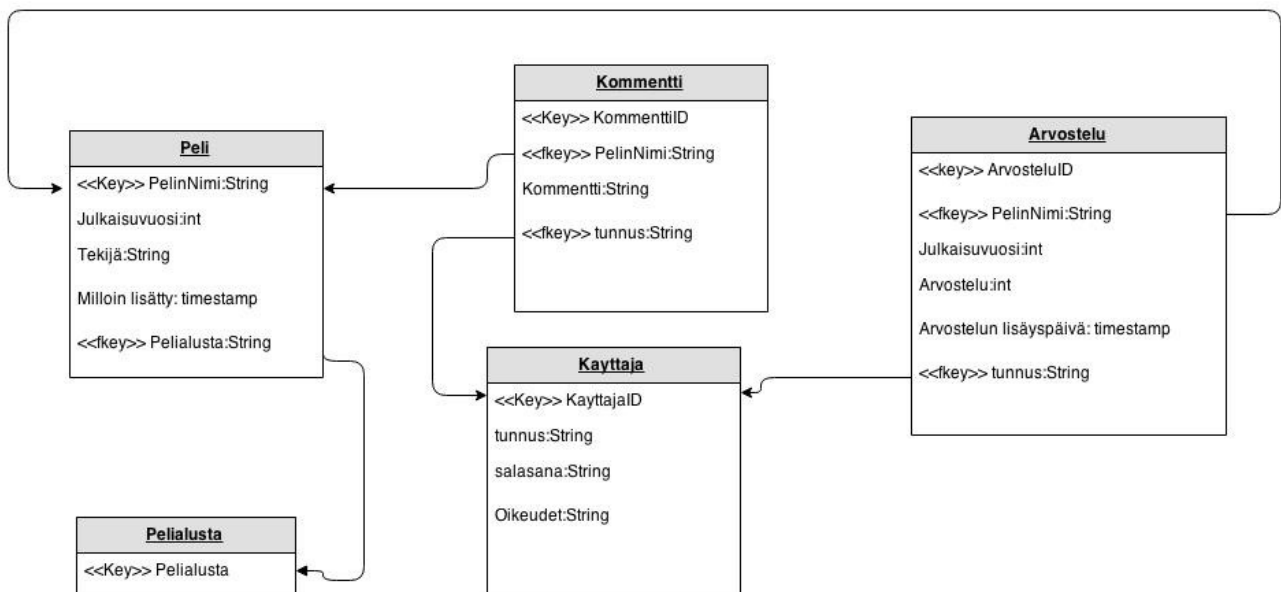 Peli
<<Key>> PelinNimi:String
Julkaisuvuosi:int
Tekijä:String
Milloin lisätty: timestamp
<<fkey>> Pelialusta:String
Kommentti
<<Key>> KommenttiID
<<fkey>> PelinNimi:String
Kommentti:String
<<fkey>> tunnus:String
Arvostelu
<<key>> ArvosteluID
<<fkey>> PelinNimi:String
Julkaisuvuosi:int
Arvostelu:int
Arvostelun lisäyspäivä: timestamp
<<fkey>> tunnus:String
Kayttaja
<<Key>> KayttajaID
tunnus:String
salasana:String
Oikeudet:String
Pelialusta
<<Key>> Pelialusta